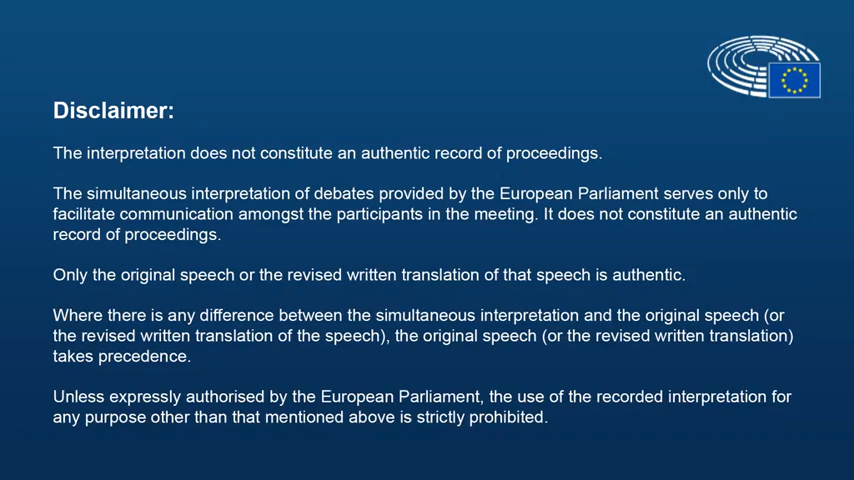 Disclaimer:
The interpretation does not constitute an authentic record of proceedings.
The simultaneous interpretation of debates provided by the European Parliament serves only to
facilitate communication amongst the participants in the meeting. It does not constitute an authentic
record of proceedings.
Only the original speech or the revised written translation of that speech is authentic.
Where there is any difference between the simultaneous interpretation and the original speech (or
the revised written translation of the speech), the original speech (or the revised written translation)
takes precedence.
Unless expressly authorised by the European Parliament, the use of the recorded interpretation for
any purpose other than that mentioned above is strictly prohibited.